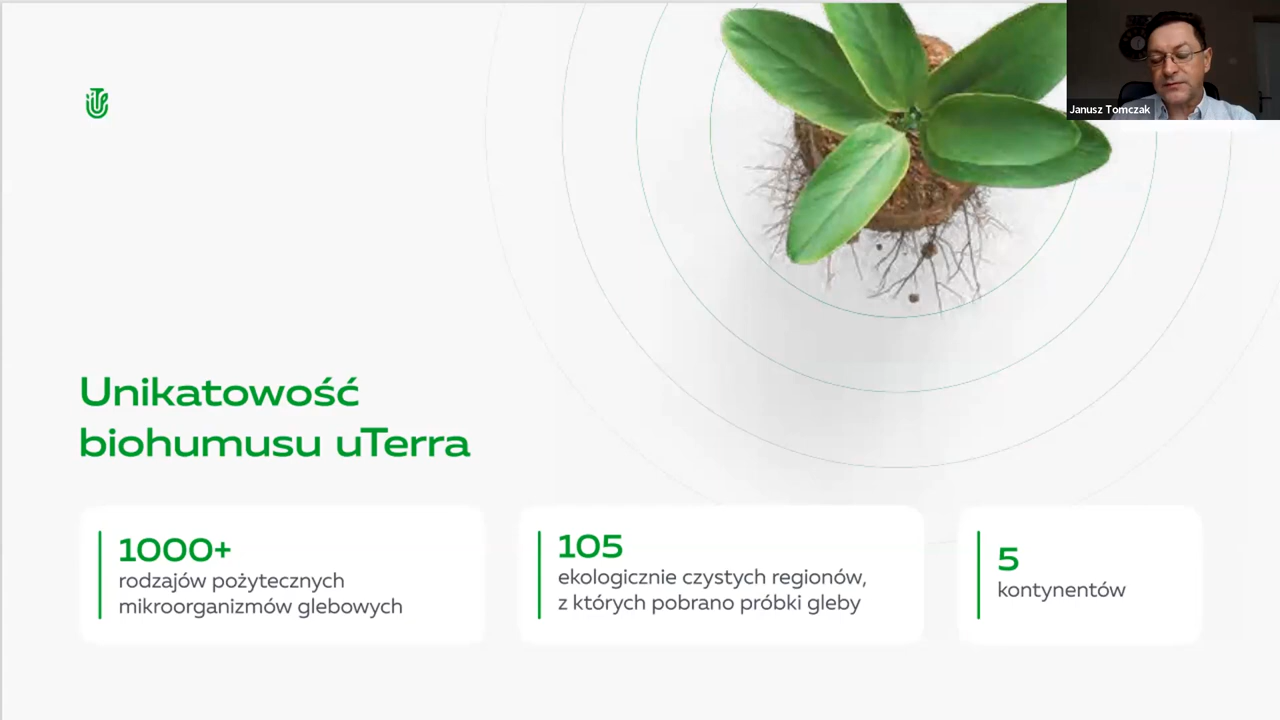 Janusz Tomczak
Unikatowość
biohumusu uTerra
1000+
rodzajów pożytecznych
mikroorganizmów glebowych
105
ekologicznie czystych regionów,
z których pobrano próbki gleby
5
kontynentów